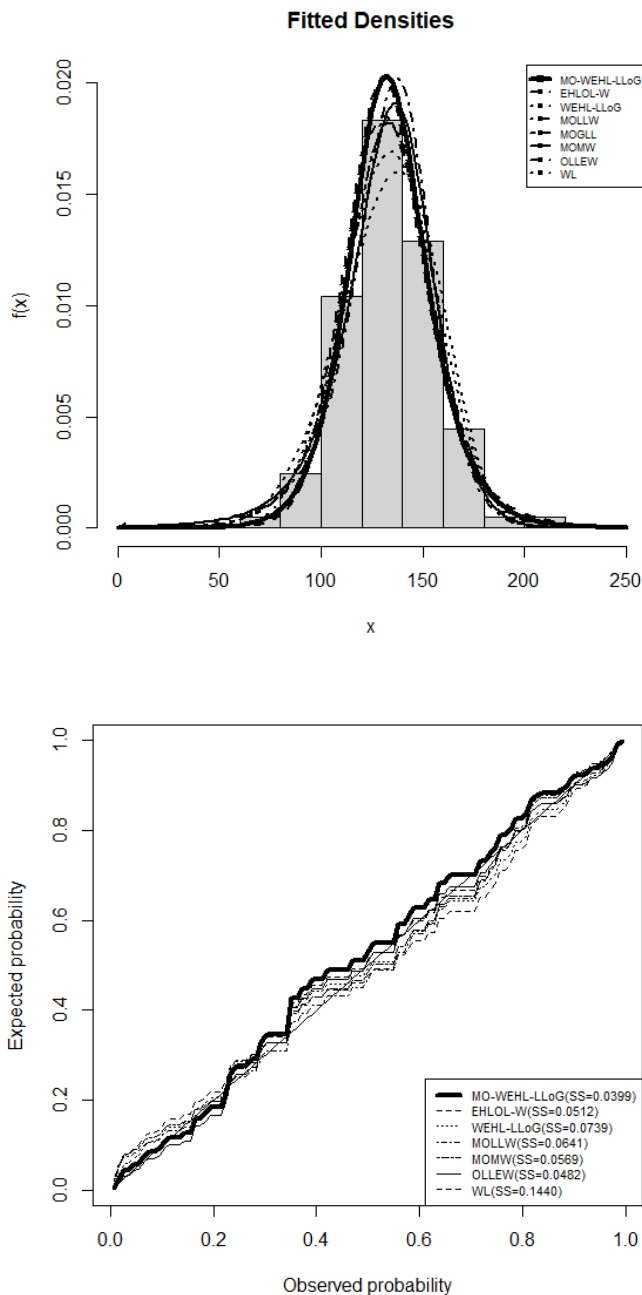 Fitted Densities
0.020
0.015
0.010
0.005
0.000
f(x)
MO-WEHL-LLoG
EHLOL-W
WEHL-LLoG
MOLLW
MOGLL
MOMW
OLLEW
WL
0 50 100 150 200 250
x
1.0
0.8
0.6
0.4
0.2
0.0
Expected probability
MO-WEHL-LLoG(SS=0.0399)
EHLOL-W(SS=0.0512)
WEHL-LLoG(SS=0.0739)
MOLLW(SS=0.0641)
MOMW(SS=0.0569)
OLLEW(SS=0.0482)
WL(SS=0.1440)
0.0 0.2 0.4 0.6 0.8 1.0
Observed probability